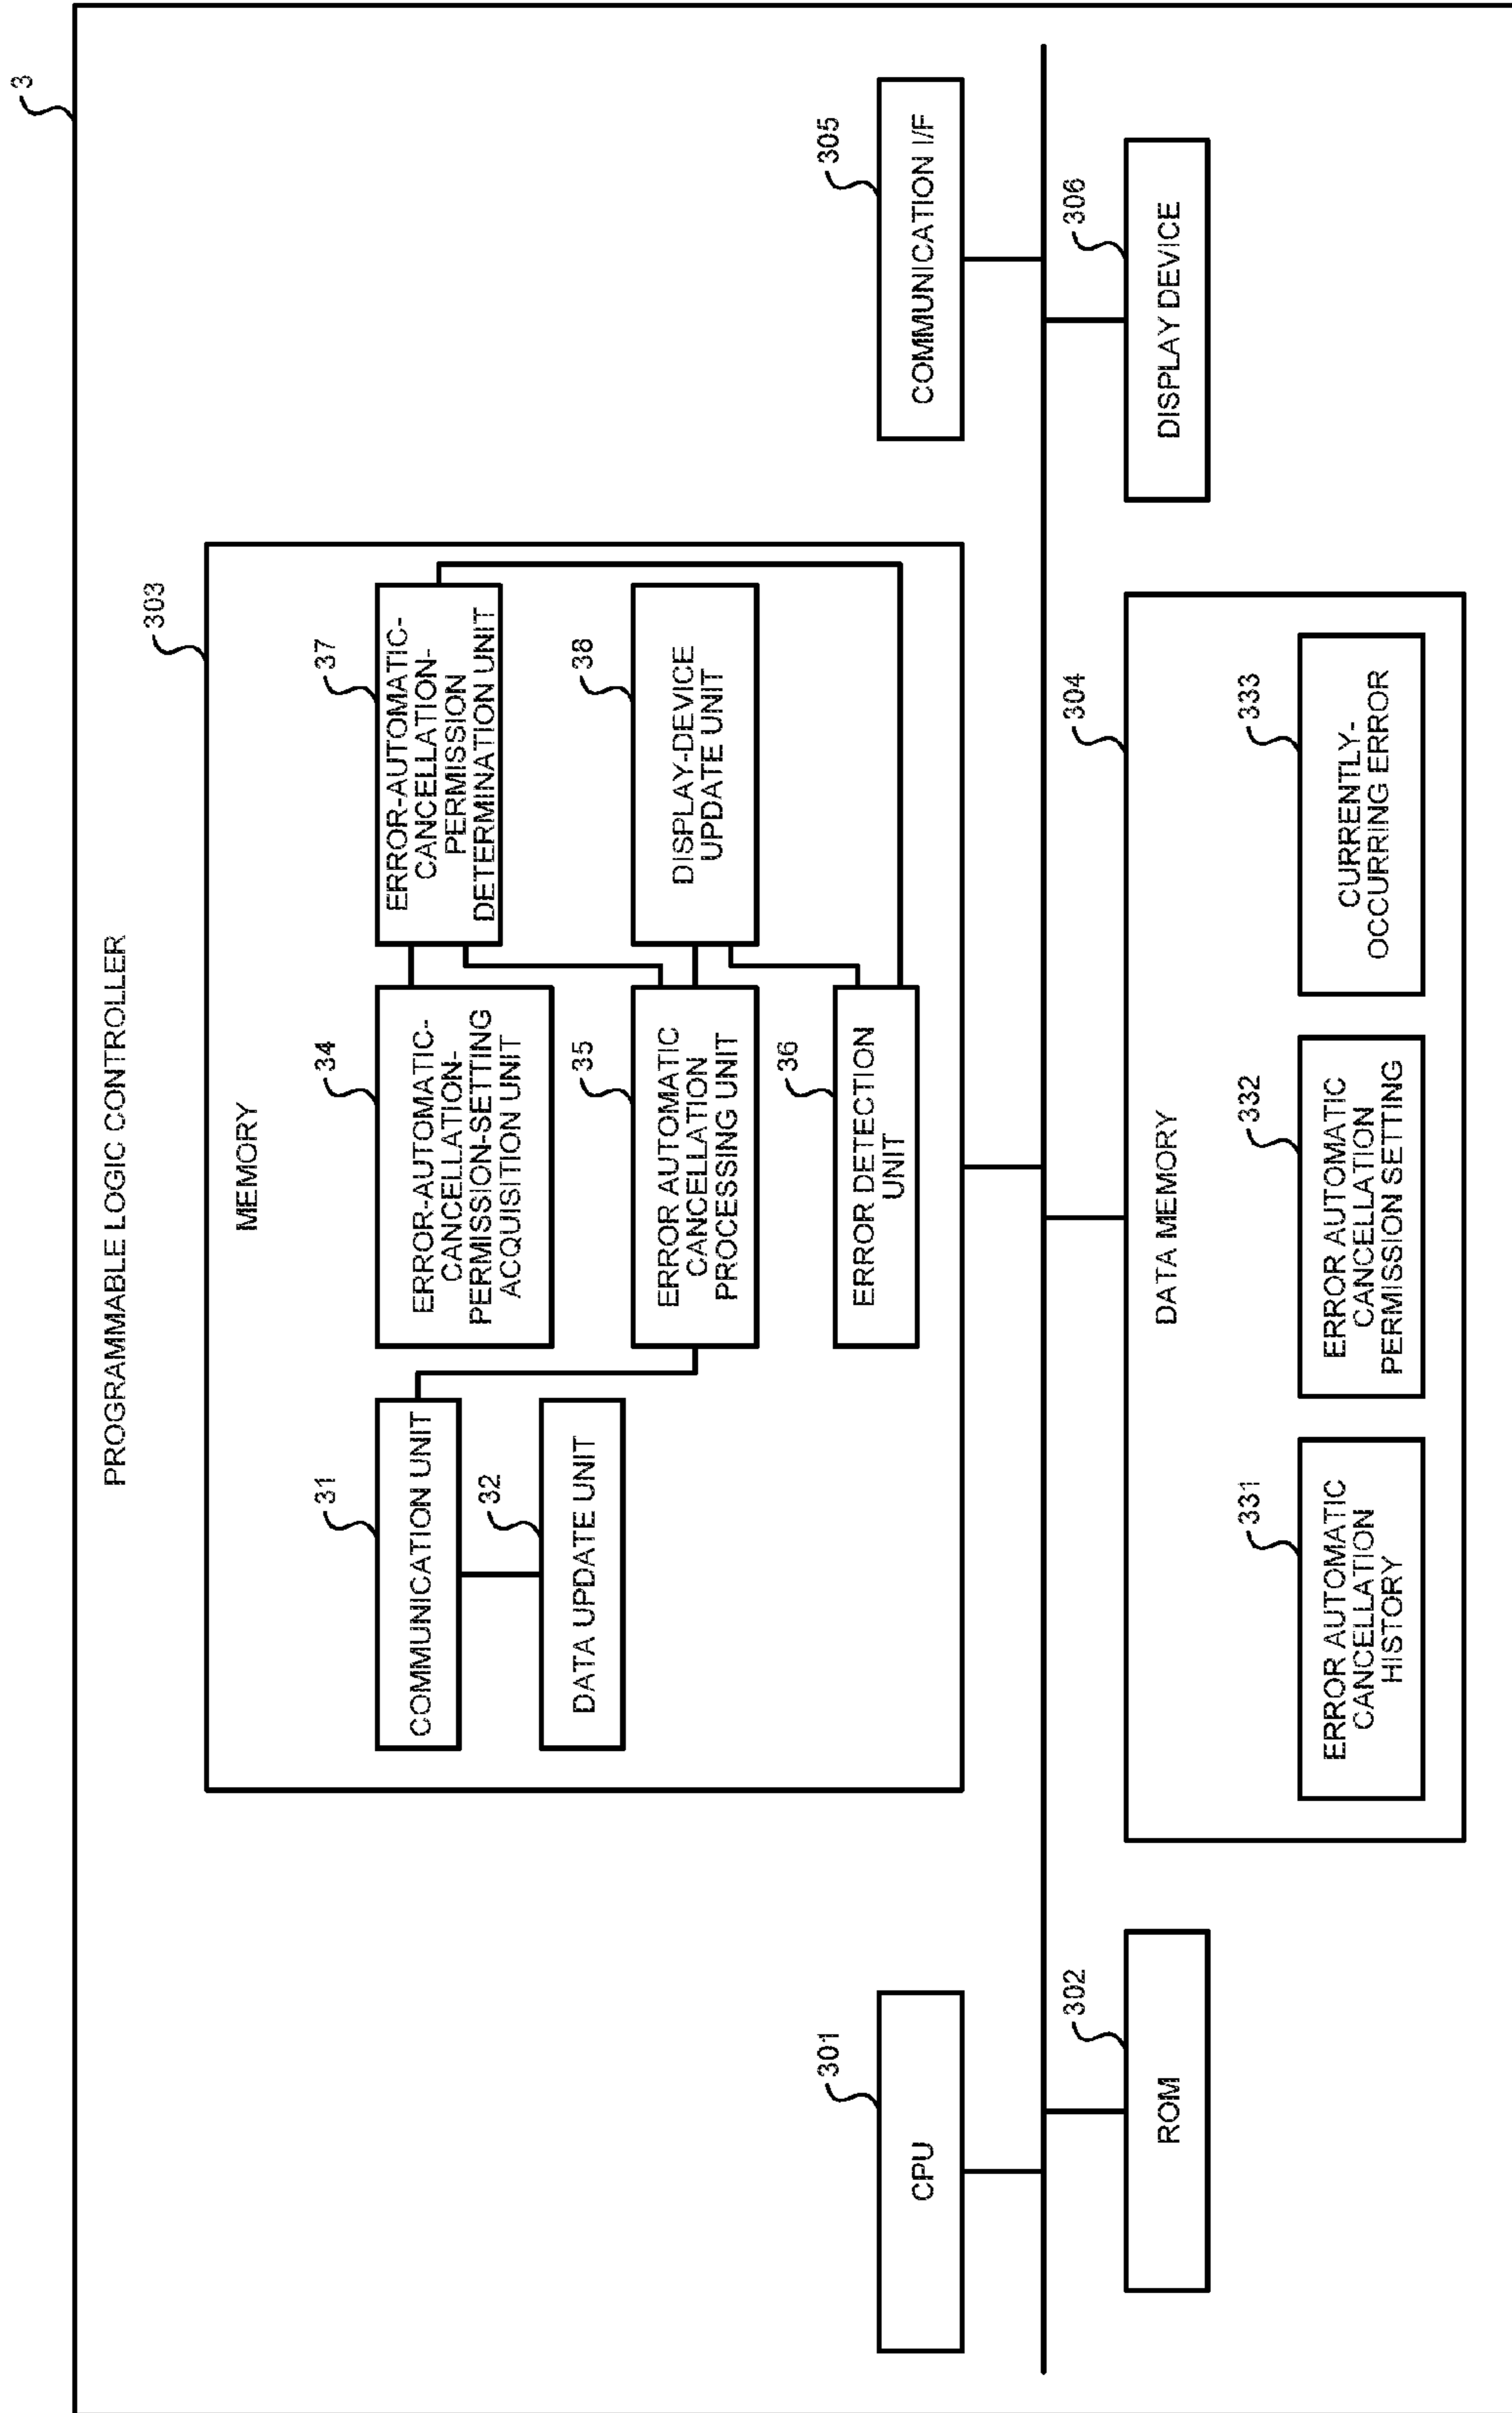 3
PROGRAMMABLE LOGIC CONTROLLER
303
MEMORY
31
COMMUNICATION UNIT
32
DATA UPDATE UNIT
34
ERROR-AUTOMATIC-
CANCELLATION-
PERMISSION-SETTING
ACQUISITION UNIT
35
ERROR AUTOMATIC
CANCELLATION
PROCESSING UNIT
36
ERROR DETECTION
UNIT
37
ERROR-AUTOMATIC-
CANCELLATION-
PERMISSION
DETERMINATION UNIT
38
DISPLAY-DEVICE
UPDATE UNIT
301
CPU
305
COMMUNICATION I/F
302
ROM
304
DATA MEMORY
331
ERROR AUTOMATIC
CANCELLATION
HISTORY
332
ERROR AUTOMATIC
CANCELLATION
PERMISSION SETTING
333
CURRENTLY-
OCCURRING ERROR
306
DISPLAY DEVICE